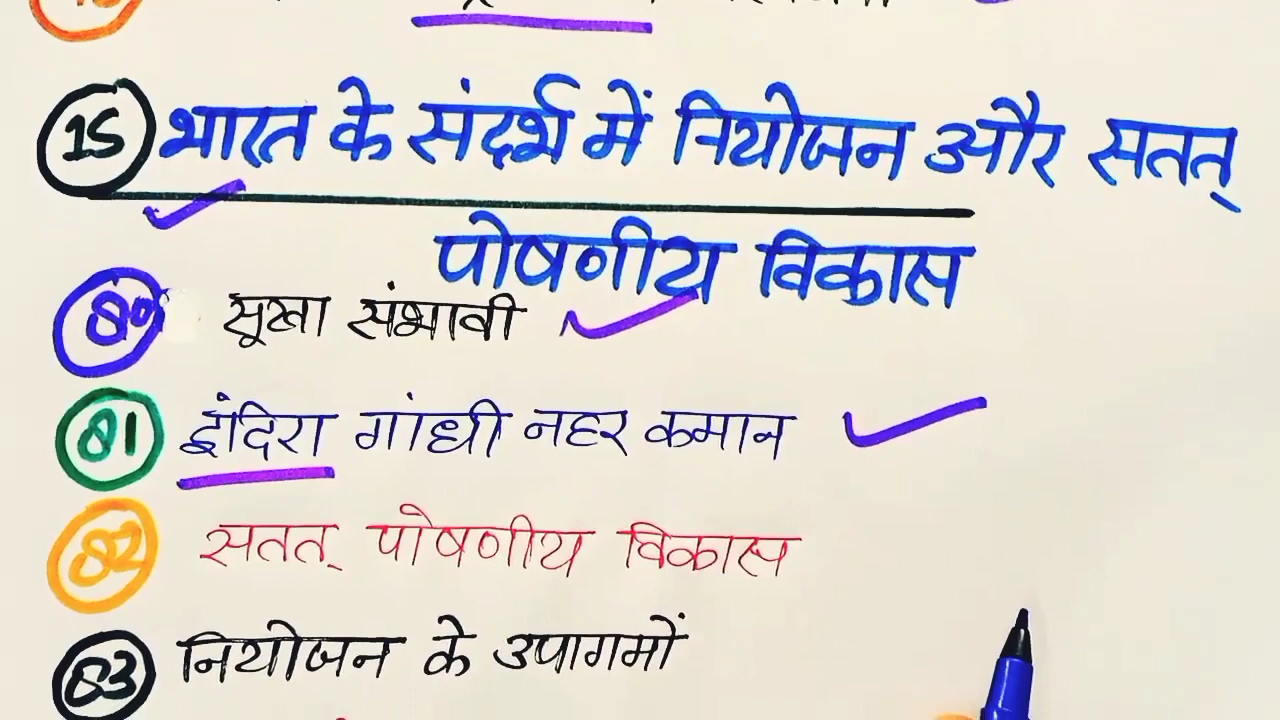 15 भारत के संदर्भ में नियोजन और सतत्
पोषणीय विकास
80 सूखा संभावी
81 इंदिरा गांधी नहर कमान
82 सतत् पोषणीय विकास
83 नियोजन के उपागमों